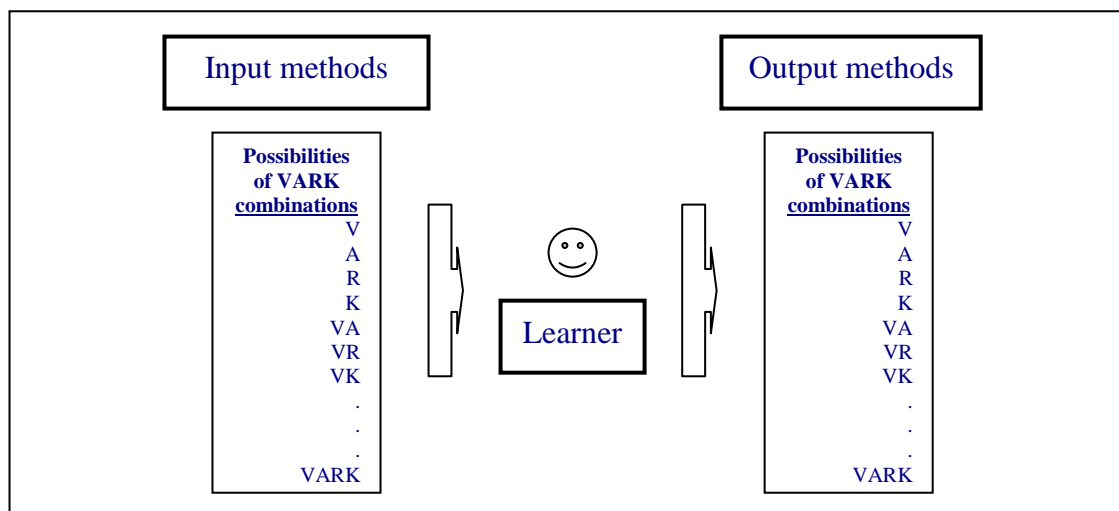 Input methods
Possibilities
of VARK
combinations
V
A
R
K
VA
VR
VK
.
.
.
VARK
Learner
Output methods
Possibilities
of VARK
combinations
V
A
R
K
VA
VR
VK
.
.
.
VARK